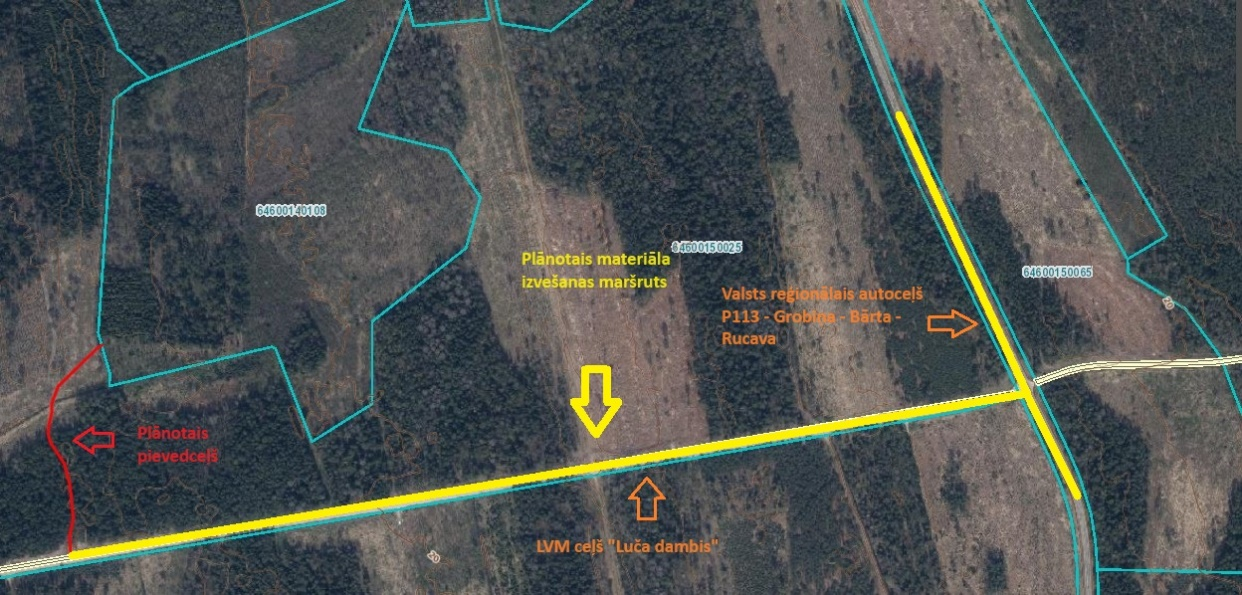 64600140108
64600150025
Plānotais materiāla
izvešanas maršruts
64600150065
Valsts reģionālais autoceļš
P113 - Grobiņa - Bārta -
Rucava
Plānotais
pievedceļš
LVM ceļš "Luča dambis"